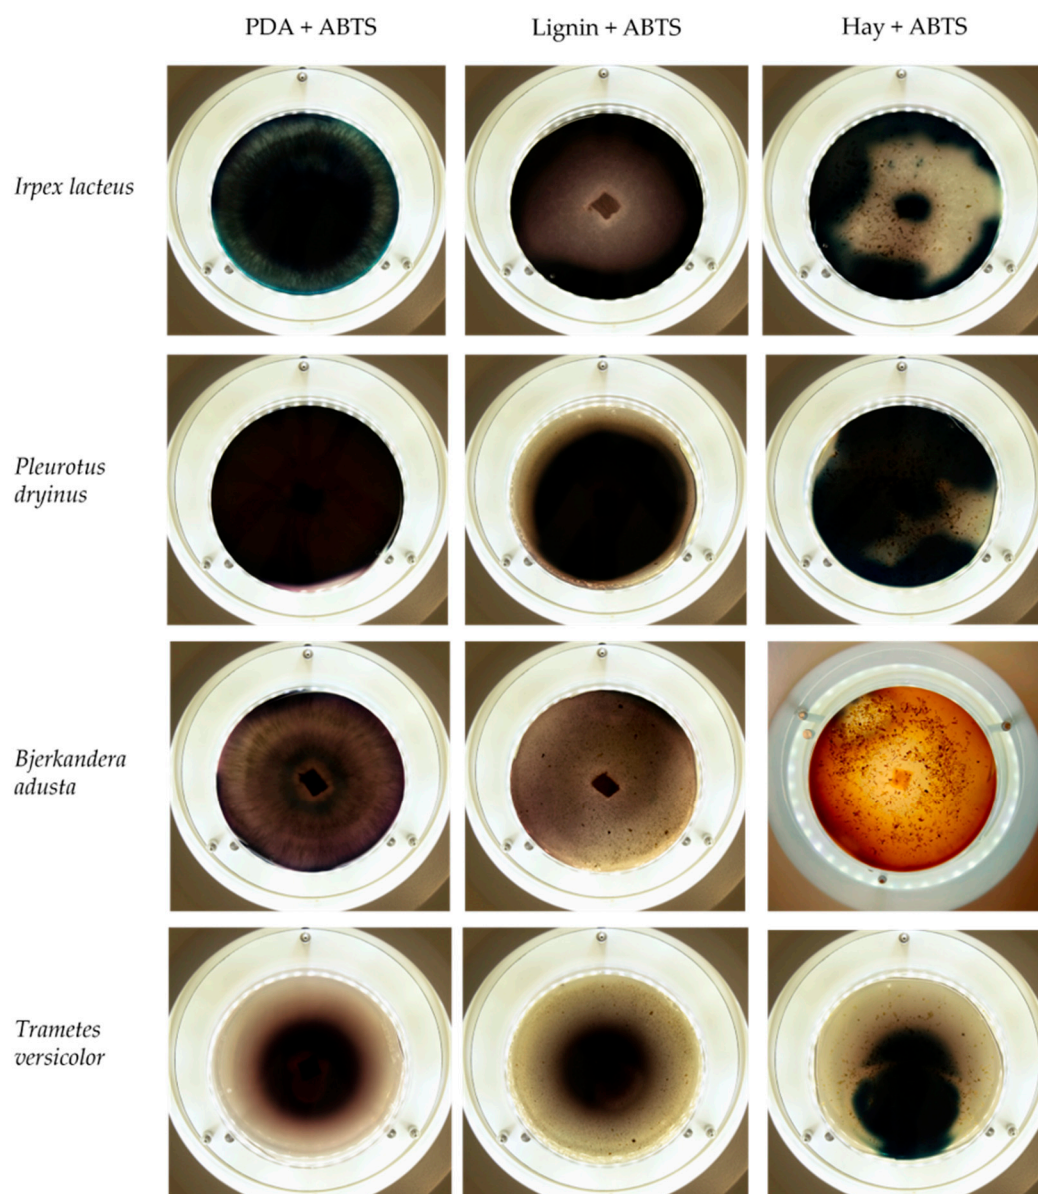 PDA + ABTS Lignin + ABTS Hay + ABTS
Irpex lacteus
Pleurotus
dryinus
Bjerkandera
adusta
Trametes
versicolor